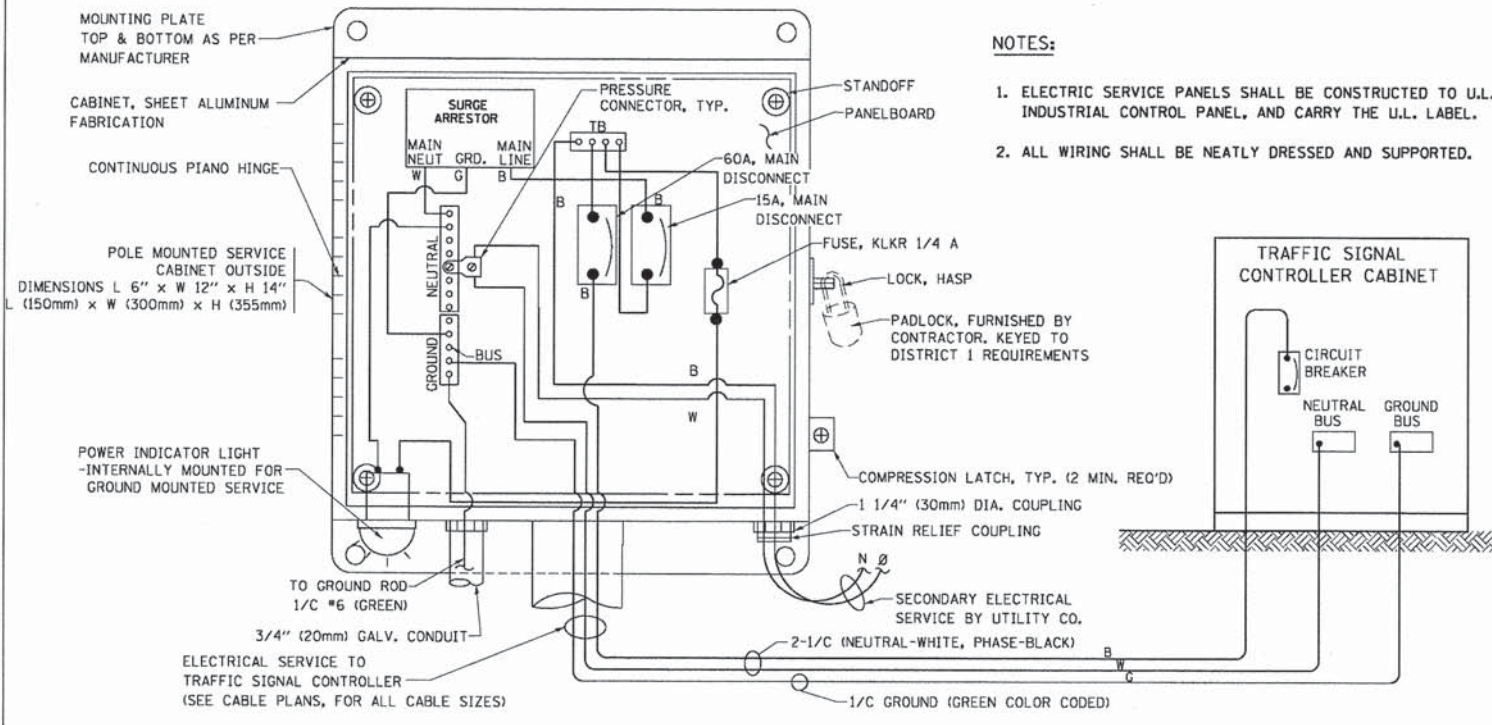 MOUNTING PLATE
TOP & BOTTOM AS PER
MANUFACTURER
CABINET, SHEET ALUMINUM
FABRICATION
CONTINUOUS PIANO HINGE
POLE MOUNTED SERVICE
CABINET OUTSIDE
DIMENSIONS L 6" x W 12" x H 14"
L (150mm) x W (300mm) x H (355mm)
POWER INDICATOR LIGHT
-INTERNALLY MOUNTED FOR
GROUND MOUNTED SERVICE
TO GROUND ROD
1/C #6 (GREEN)
3/4" (20mm) GALV. CONDUIT
ELECTRICAL SERVICE TO
TRAFFIC SIGNAL CONTROLLER
(SEE CABLE PLANS, FOR ALL CABLE SIZES)
SURGE
ARRESTOR
MAIN
NEUT
GRD.
MAIN
LINE
W
G
B
PRESSURE
CONNECTOR, TYP.
TB
NEUTRAL
GROUND
BUS
B
B
B
B
W
STANDOFF
PANELBOARD
60A, MAIN
DISCONNECT
15A, MAIN
DISCONNECT
FUSE, KLKR 1/4 A
LOCK, HASP
PADLOCK, FURNISHED BY
CONTRACTOR. KEYED TO
DISTRICT 1 REQUIREMENTS
COMPRESSION LATCH, TYP. (2 MIN. REQ'D)
1 1/4" (30mm) DIA. COUPLING
STRAIN RELIEF COUPLING
N Ø
SECONDARY ELECTRICAL
SERVICE BY UTILITY CO.
2-1/C (NEUTRAL-WHITE, PHASE-BLACK)
B
W
G
1/C GROUND (GREEN COLOR CODED)
NOTES:
1. ELECTRIC SERVICE PANELS SHALL BE CONSTRUCTED TO U.L.
INDUSTRIAL CONTROL PANEL, AND CARRY THE U.L. LABEL.
2. ALL WIRING SHALL BE NEATLY DRESSED AND SUPPORTED.
TRAFFIC SIGNAL
CONTROLLER CABINET
CIRCUIT
BREAKER
NEUTRAL
BUS
GROUND
BUS